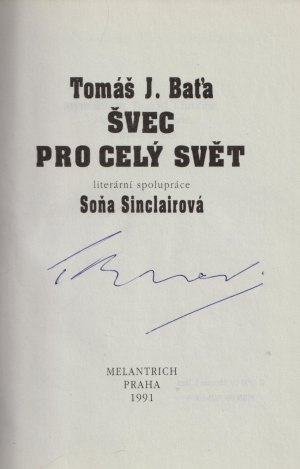 Tomáš J. Baťa
ŠVEC
PRO CELÝ SVĚT
literární spolupráce
Soňa Sinclairová
MELANTRICH
PRAHA
1991